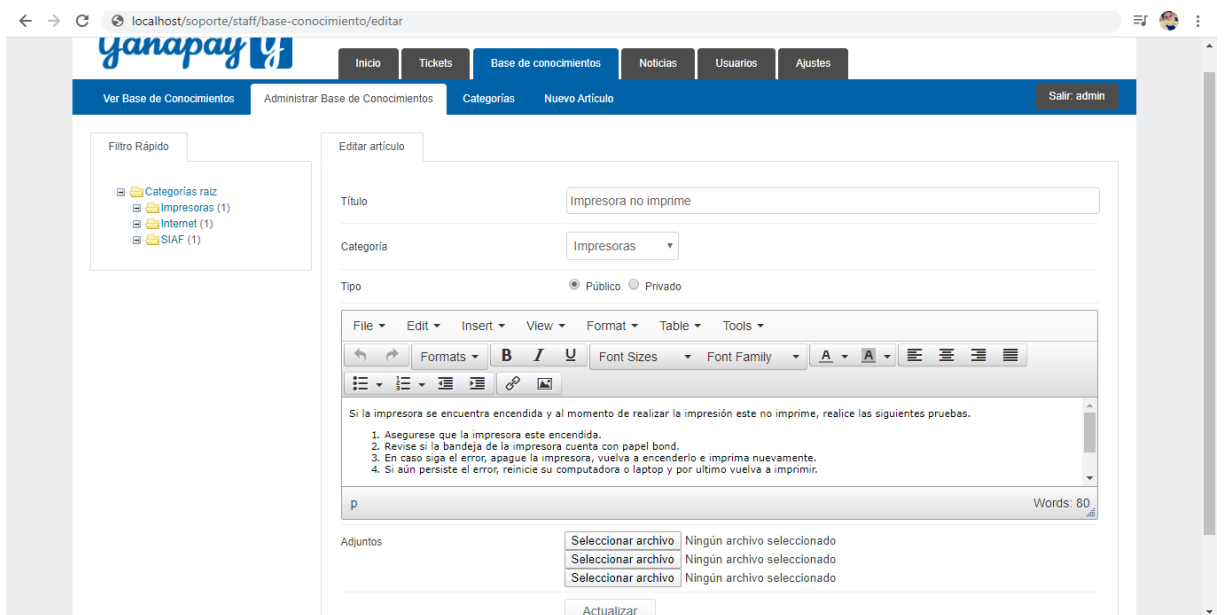 localhost/soporte/staff/base-conocimiento/editar
yanapay y
Inicio Tickets Base de conocimientos Noticias Usuarios Ajustes
Ver Base de Conocimientos Administrar Base de Conocimientos Categorías Nuevo Artículo Salir: admin
Filtro Rápido
Categorías raiz
Impresoras (1)
Internet (1)
SIAF (1)
Editar artículo
Título Impresora no imprime
Categoría Impresoras
Tipo Público Privado
File Edit Insert View Format Table Tools
Formats B I U Font Sizes Font Family A A
Si la impresora se encuentra encendida y al momento de realizar la impresión este no imprime, realice las siguientes pruebas.
1. Asegurese que la impresora este encendida.
2. Revise si la bandeja de la impresora cuenta con papel bond.
3. En caso siga el error, apague la impresora, vuelva a encenderlo e imprima nuevamente.
4. Si aún persiste el error, reinicie su computadora o laptop y por ultimo vuelva a imprimir.
p Words: 80
Adjuntos Seleccionar archivo Ningún archivo seleccionado
Seleccionar archivo Ningún archivo seleccionado
Seleccionar archivo Ningún archivo seleccionado
Actualizar